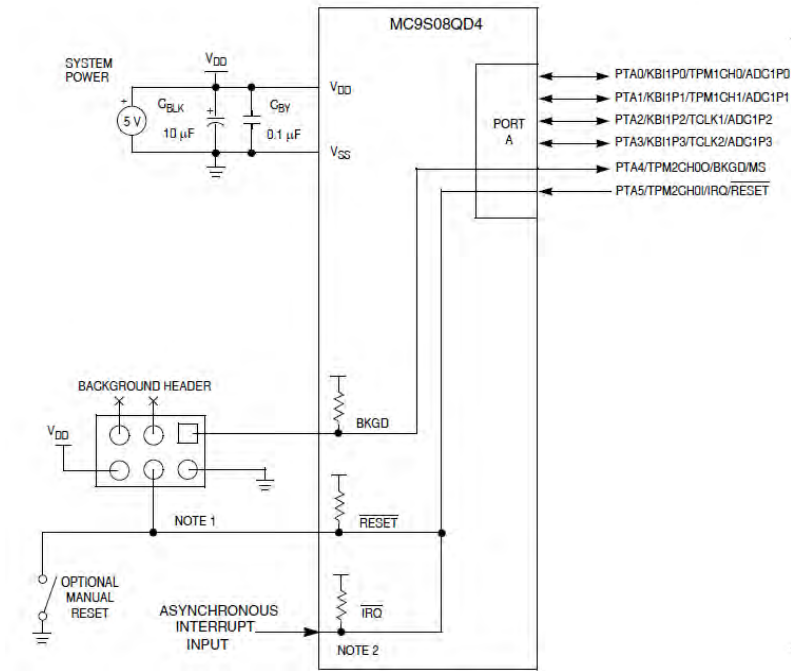 MC9S08QD4
SYSTEM
POWER
VDD
5 V
+
CBLK
10 µF
+
CBY
0.1 µF
VDD
VSS
PORT
A
PTA0/KBI1P0/TPM1CH0/ADC1P0
PTA1/KBI1P1/TPM1CH1/ADC1P1
PTA2/KBI1P2/TCLK1/ADC1P2
PTA3/KBI1P3/TCLK2/ADC1P3
PTA4/TPM2CH0O/BKGD/MS
PTA5/TPM2CH0I/IRQ/RESET
BACKGROUND HEADER
VDD
BKGD
NOTE 1
RESET
OPTIONAL
MANUAL
RESET
ASYNCHRONOUS
INTERRUPT
INPUT
IRQ
NOTE 2